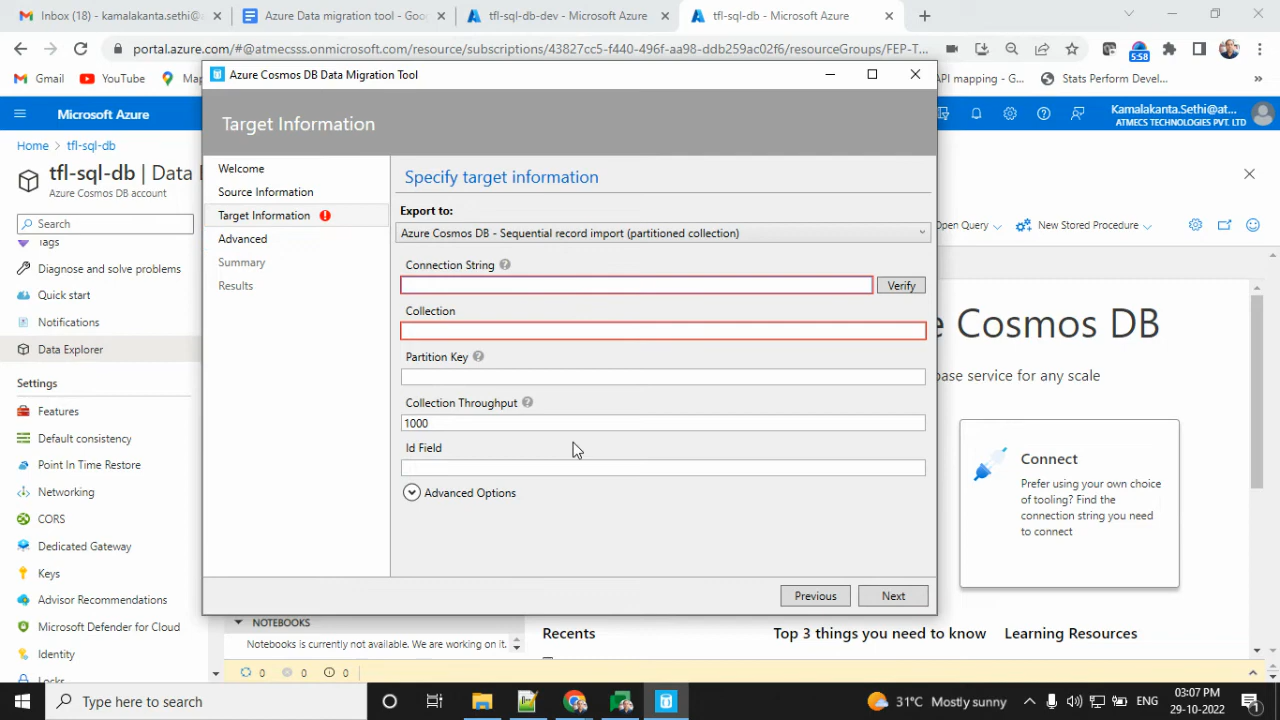 Inbox (18) - kamalakanta.sethi@
Azure Data migration tool - Goo
tfl-sql-db-dev - Microsoft Azure
tfl-sql-db - Microsoft Azure
portal.azure.com/#@atmecsss.onmicrosoft.com/resource/subscriptions/43827cc5-f440-496f-aa98-ddb259ca02f6/resourceGroups/FEP-T...
5:58
Gmail
YouTube
Map
API mapping - G...
Stats Perform Devel...
Microsoft Azure
Kamalakanta.Sethi@at...
ATMECS TECHNOLOGIES PVT. LTD
Home > tfl-sql-db
tfl-sql-db | Data
Azure Cosmos DB account
Search
Tags
Diagnose and solve problems
Quick start
Notifications
Data Explorer
Settings
Features
Default consistency
Point In Time Restore
Networking
CORS
Dedicated Gateway
Keys
Advisor Recommendations
Microsoft Defender for Cloud
Identity
Locks
Azure Cosmos DB Data Migration Tool
Target Information
Welcome
Source Information
Target Information
Advanced
Summary
Results
Specify target information
Export to:
Azure Cosmos DB - Sequential record import (partitioned collection)
Connection String
Verify
Collection
Partition Key
Collection Throughput
1000
Id Field
Advanced Options
Previous
Next
Open Query
New Stored Procedure
e Cosmos DB
base service for any scale
Connect
Prefer using your own choice
of tooling? Find the
connection string you need
to connect
NOTEBOOKS
Notebooks is currently not available. We are working on it.
Recents
Top 3 things you need to know
Learning Resources
0
0
0
Type here to search
31°C Mostly sunny
ENG
03:07 PM
29-10-2022
1